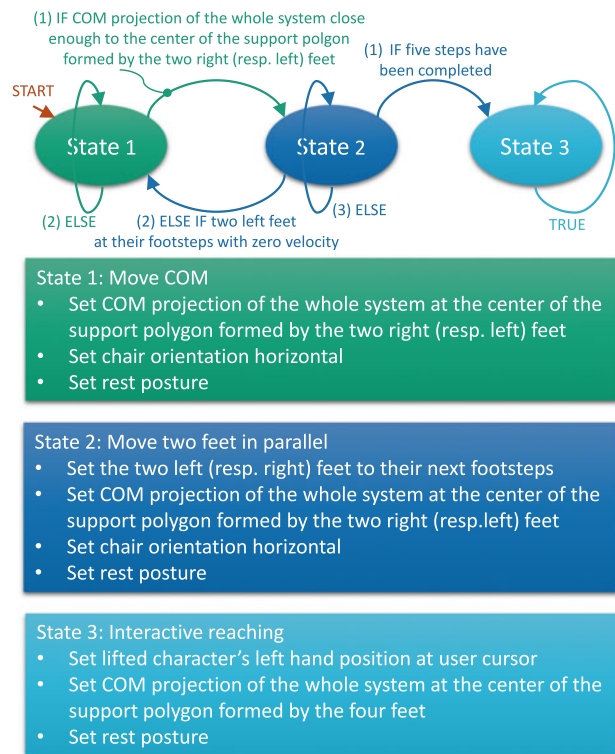 (1) IF COM projection of the whole system close
enough to the center of the support polgon
formed by the two right (resp. left) feet
(1) IF five steps have
been completed
START
State 1
State 2
State 3
(2) ELSE
(2) ELSE IF two left feet
at their footsteps with zero velocity
(3) ELSE
TRUE
State 1: Move COM
• Set COM projection of the whole system at the center of the
support polygon formed by the two right (resp. left) feet
• Set chair orientation horizontal
• Set rest posture
State 2: Move two feet in parallel
• Set the two left (resp. right) feet to their next footsteps
• Set COM projection of the whole system at the center of the
support polygon formed by the two right (resp.left) feet
• Set chair orientation horizontal
• Set rest posture
State 3: Interactive reaching
• Set lifted character’s left hand position at user cursor
• Set COM projection of the whole system at the center of the
support polygon formed by the four feet
• Set rest posture